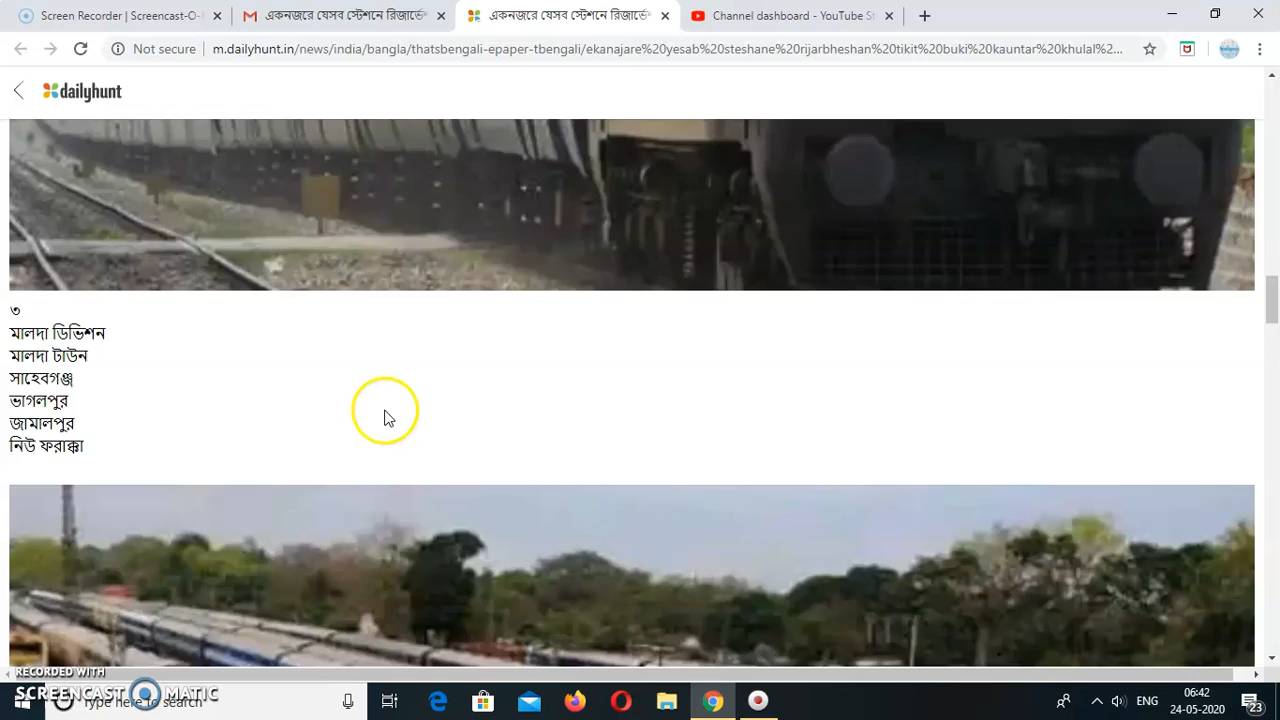 Screen Recorder | Screencast-O-
একনজরে যেসব স্টেশনে রিজার্ভে
একনজরে যেসব স্টেশনে রিজার্ভে
Channel dashboard - YouTube St
Not secure
m.dailyhunt.in/news/india/bangla/thatsbengali-epaper-tbengali/ekanajare%20yesab%20steshane%20rijarbheshan%20tikit%20buki%20kauntar%20khulal%2...
dailyhunt
৩
মালদা ডিভিশন
মালদা টাউন
সাহেবগঞ্জ
ভাগলপুর
জামালপুর
নিউ ফরাক্কা
RECORDED WITH
SCREENCAST MATIC
Type here to search
ENG
06:42
24-05-2020
23